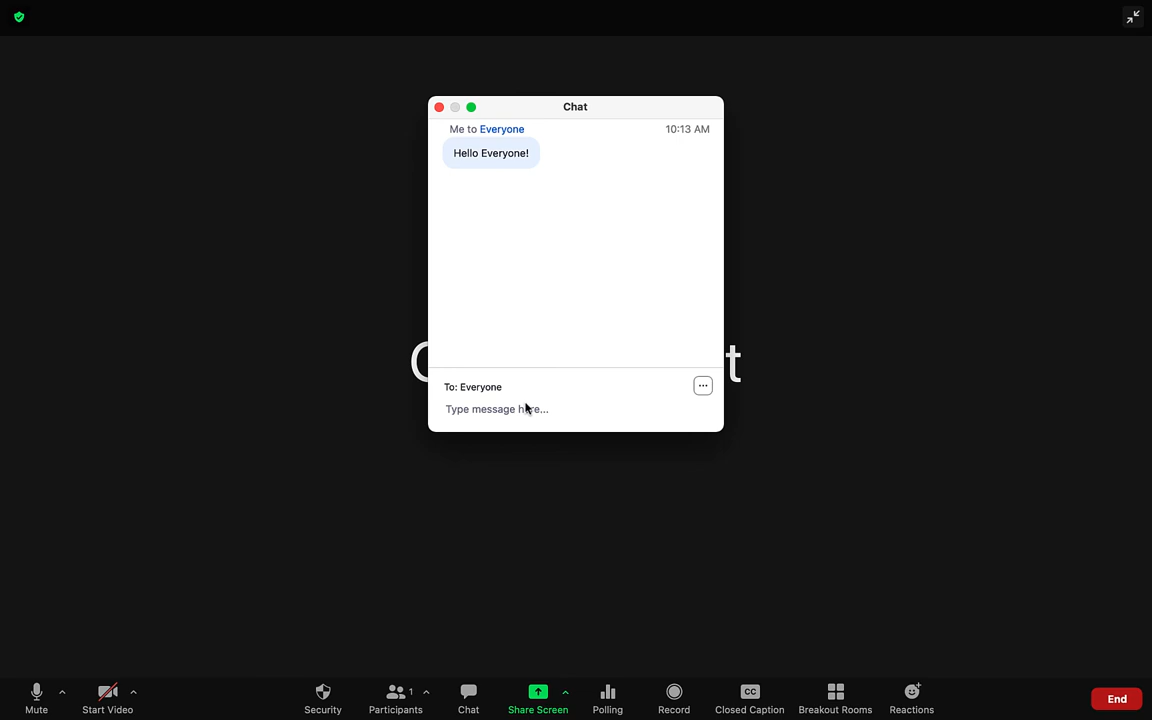 Chat
Me to Everyone 10:13 AM
Hello Everyone!
To: Everyone
Type message here...
Mute
Start Video
Security
1
Participants
Chat
Share Screen
Polling
Record
CC
Closed Caption
Breakout Rooms
Reactions
End